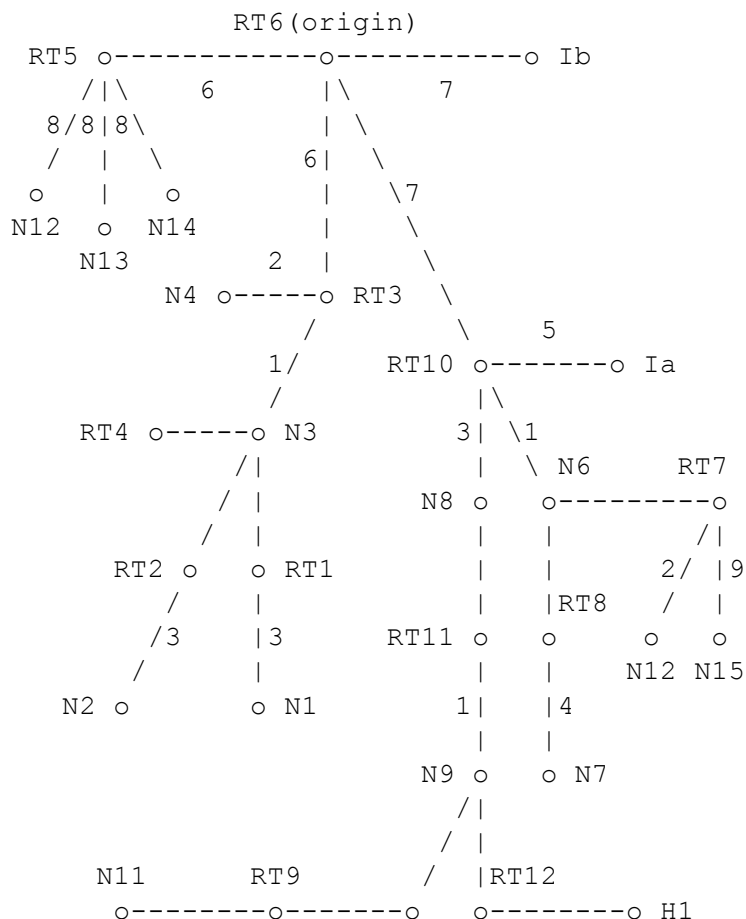 RT6(origin)
RT5 o------------o-----------o Ib
/|\ 6 |\ 7
8/8|8\ | \
/ | \ 6| \
o | o | \7
N12 o N14 | \
N13 2 | \
N4 o-----o RT3 \
/ \ 5
1/ RT10 o-------o Ia
/ |\
RT4 o-----o N3 3| \1
/| | \ N6 RT7
/ | N8 o o---------o
/ | | | /|
RT2 o o RT1 | | 2/ |9
/ | | |RT8 / |
/3 |3 RT11 o o o o
/ | | | N12 N15
N2 o o N1 1| |4
| |
N9 o o N7
/|
/ |
N11 RT9 / |RT12
o--------o-------o o--------o H1